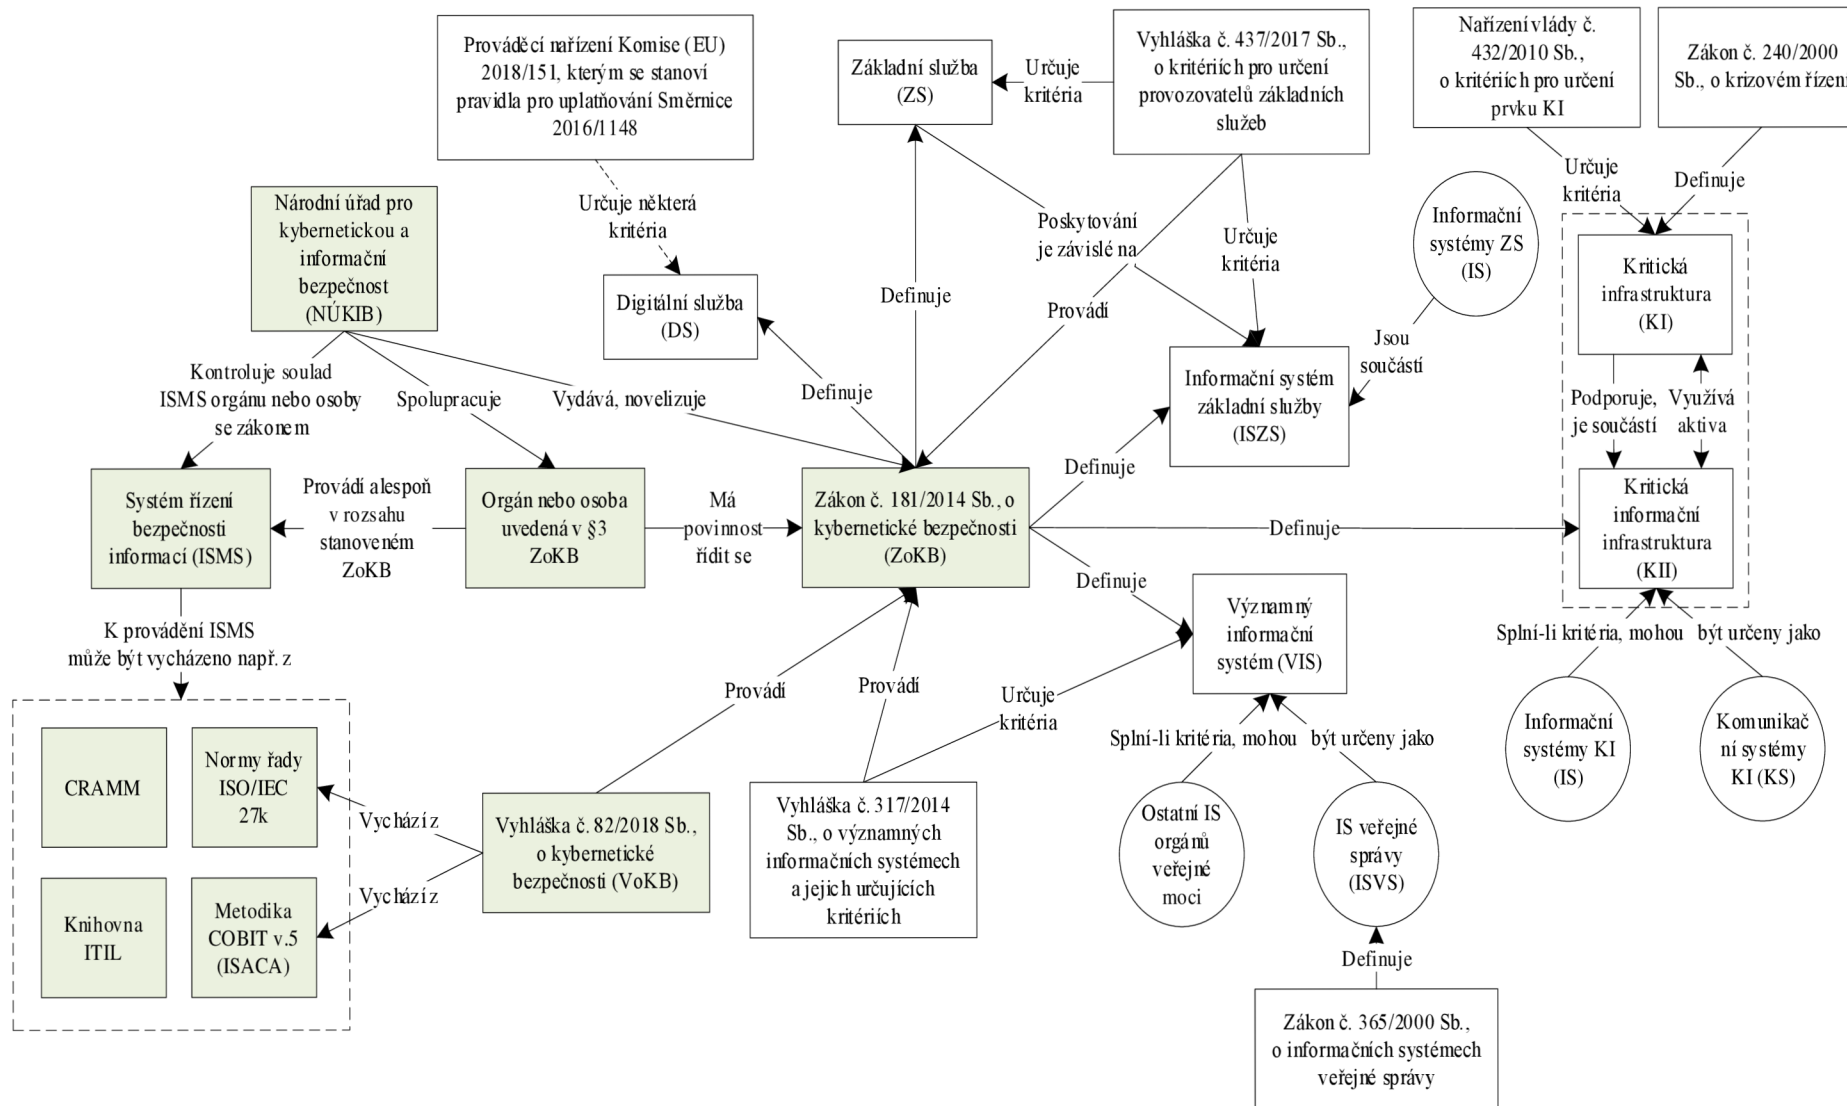 Prováděcí nařízení Komise (EU)
2018/151, kterým se stanoví
pravidla pro uplatňování Směrnice
2016/1148
Základní služba
(ZS)
Určuje
kritéria
Vyhláška č. 437/2017 Sb.,
o kritériích pro určení
provozovatelů základních
služeb
Nařízení vlády č.
432/2010 Sb.,
o kritériích pro určení
prvku KI
Zákon č. 240/2000
Sb., o krizovém řízení
Určuje některá
kritéria
Národní úřad pro
kybernetickou a
informační
bezpečnost
(NÚKIB)
Digitální služba
(DS)
Definuje
Poskytování
je závislé na
Určuje
kritéria
Provádí
Informační
systémy ZS
(IS)
Určuje
kritéria
Definuje
Kritická
infrastruktura
(KI)
Kontroluje soulad
ISMS orgánu nebo osoby
se zákonem
Spolupracuje
Vydává, novelizuje
Definuje
Informační systém
základní služby
(ISZS)
Jsou
součástí
Podporuje,
je součástí
Využívá
aktiva
Systém řízení
bezpečnosti
informací (ISMS)
Provádí alespoň
v rozsahu
stanoveném
ZoKB
Orgán nebo osoba
uvedená v §3
ZoKB
Má
povinnost
řídit se
Zákon č. 181/2014 Sb., o
kybernetické bezpečnosti
(ZoKB)
Definuje
Definuje
Kritická
informační
infrastruktura
(KII)
Definuje
K provádění ISMS
může být vycházeno např. z
Významný
informační
systém (VIS)
Splní-li kritéria, mohou být určeny jako
Provádí
Provádí
Určuje
kritéria
Splní-li kritéria, mohou být určeny jako
Informační
systémy KI
(IS)
Komunikač
ní systémy
KI (KS)
CRAMM
Normy řady
ISO/IEC
27k
Vychází z
Vyhláška č. 82/2018 Sb.,
o kybernetické
bezpečnosti (VoKB)
Vyhláška č. 317/2014
Sb., o významných
informačních systémech
a jejich určujících
kritériích
Ostatní IS
orgánů
veřejné
moci
IS veřejné
správy
(ISVS)
Knihovna
ITIL
Metodika
COBIT v.5
(ISACA)
Vychází z
Definuje
Zákon č. 365/2000 Sb.,
o informačních systémech
veřejné správy